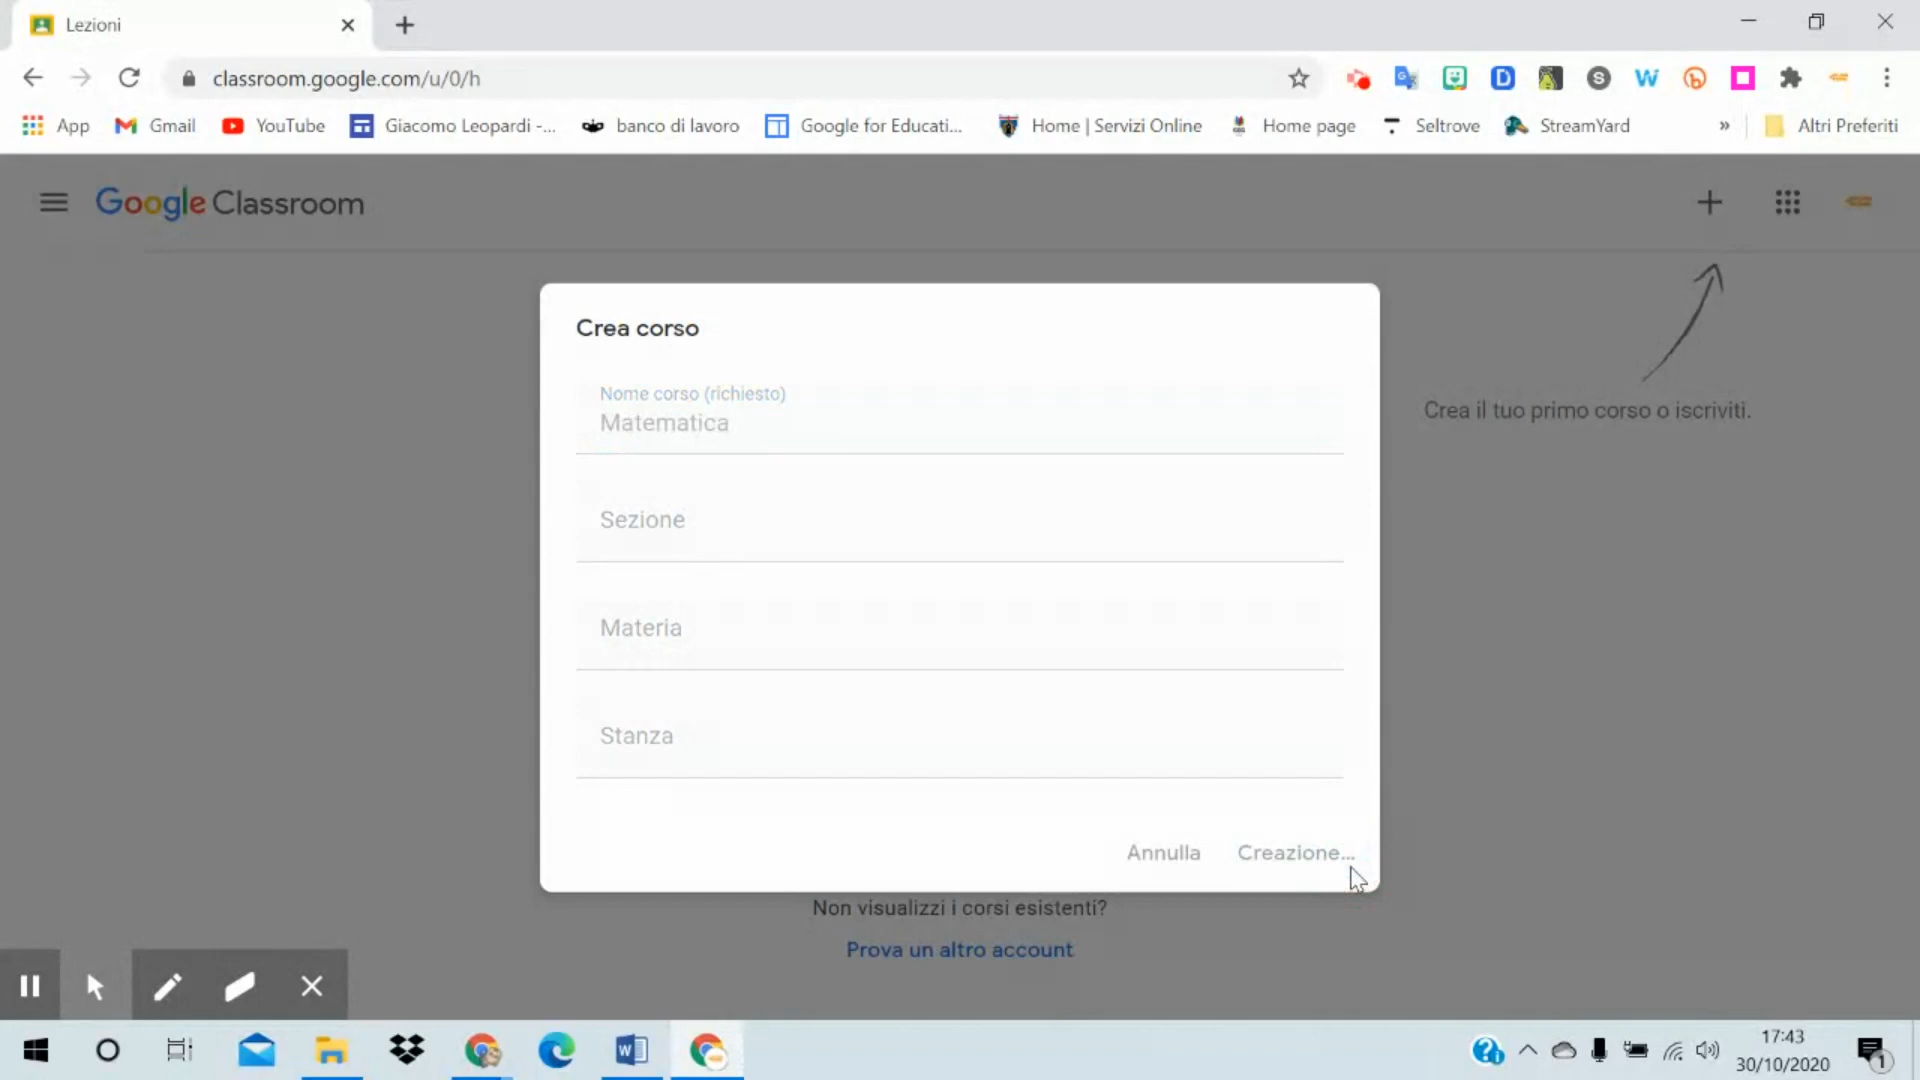 Lezioni
classroom.google.com/u/0/h
App
Gmail
YouTube
Giacomo Leopardi -...
banco di lavoro
Google for Educati...
Home | Servizi Online
Home page
Seltrove
StreamYard
»
Altri Preferiti
Google Classroom
Crea corso
Nome corso (richiesto)
Matematica
Crea il tuo primo corso o iscriviti.
Sezione
Materia
Stanza
Annulla
Creazione...
Non visualizzi i corsi esistenti?
Prova un altro account
17:43
30/10/2020
1